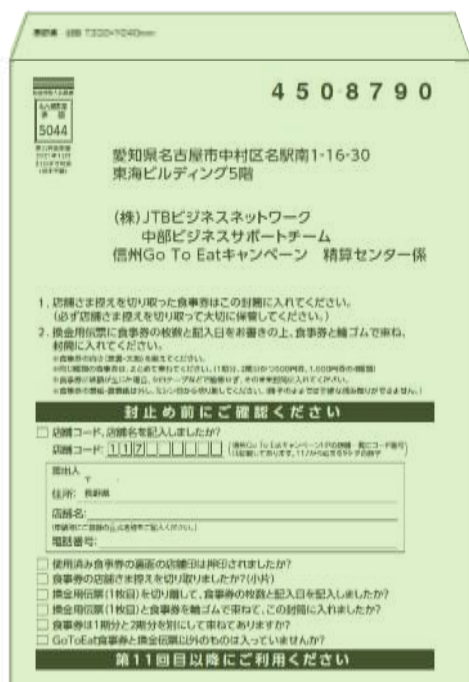 4508790
5044
愛知県名古屋市中村区名駅南1-16-30
東海ビルディング5階
(株)JTBビジネスネットワーク
中部ビジネスサポートチーム
信州Go To Eatキャンペーン 精算センター係
1. 店舗さま控えを切り取った食事券はこの封筒に入れてください。
(必ず店舗さま控えを切り取って大切に保管してください。)
2. 換金用伝票に食事券の枚数と記入日をお書きの上、食事券と輪ゴムで束ね、
封筒に入れてください。
封止め前にご確認ください
店舗コード、店舗名を記入しましたか?
店舗コード: 117
差出人
〒
住所: 長野県
店舗名:
電話番号:
使用済み食事券の裏面の店舗印は押印されましたか?
食事券の店舗さま控えを切り取りましたか?(小片)
換金用伝票(1枚目)を切り離して、食事券の枚数と記入日を記入しましたか?
換金用伝票(1枚目)と食事券を輪ゴムで束ねて、この封筒に入れましたか?
食事券は1期分と2期分を別にして束ねてありますか?
GoToEat食事券と換金伝票以外のものは入っていませんか?
第11回目以降にご利用ください